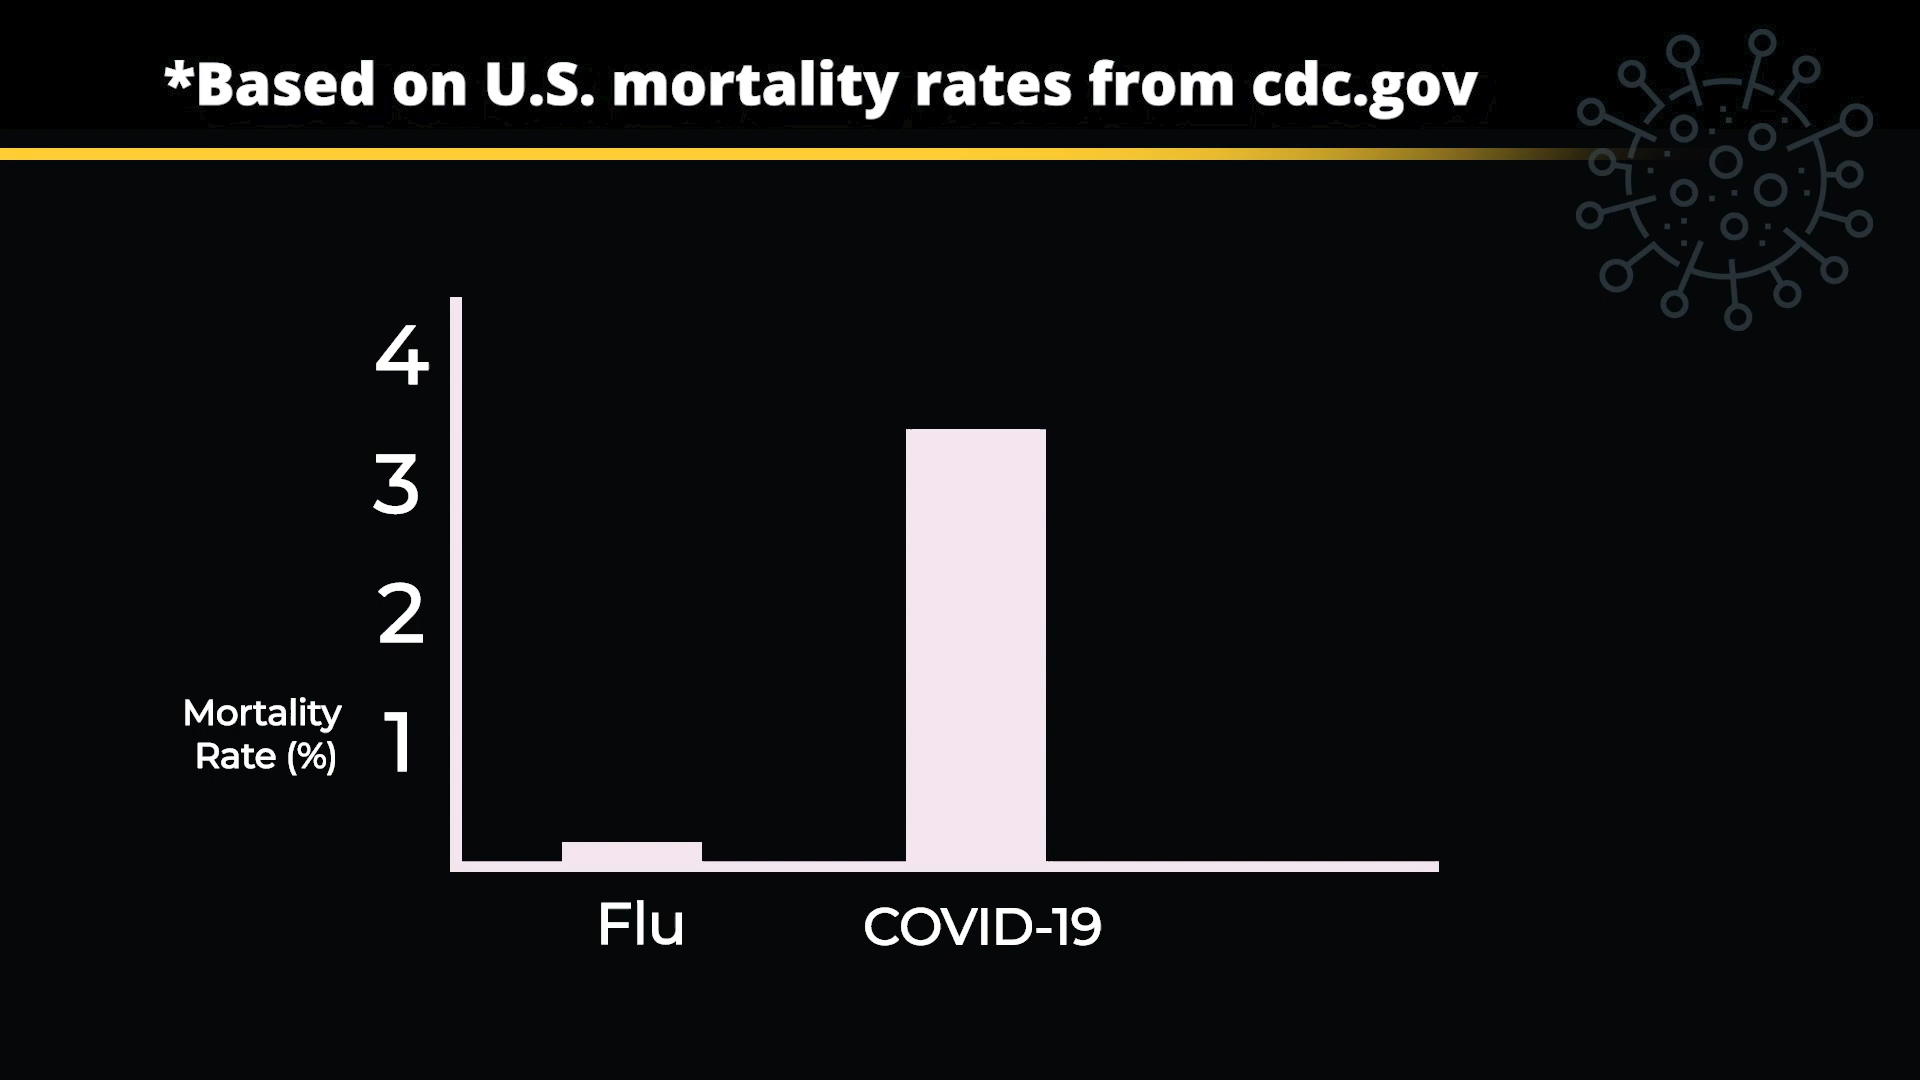 *Based on U.S. mortality rates from cdc.gov
4
3
2
1
Mortality
Rate (%)
Flu
COVID-19